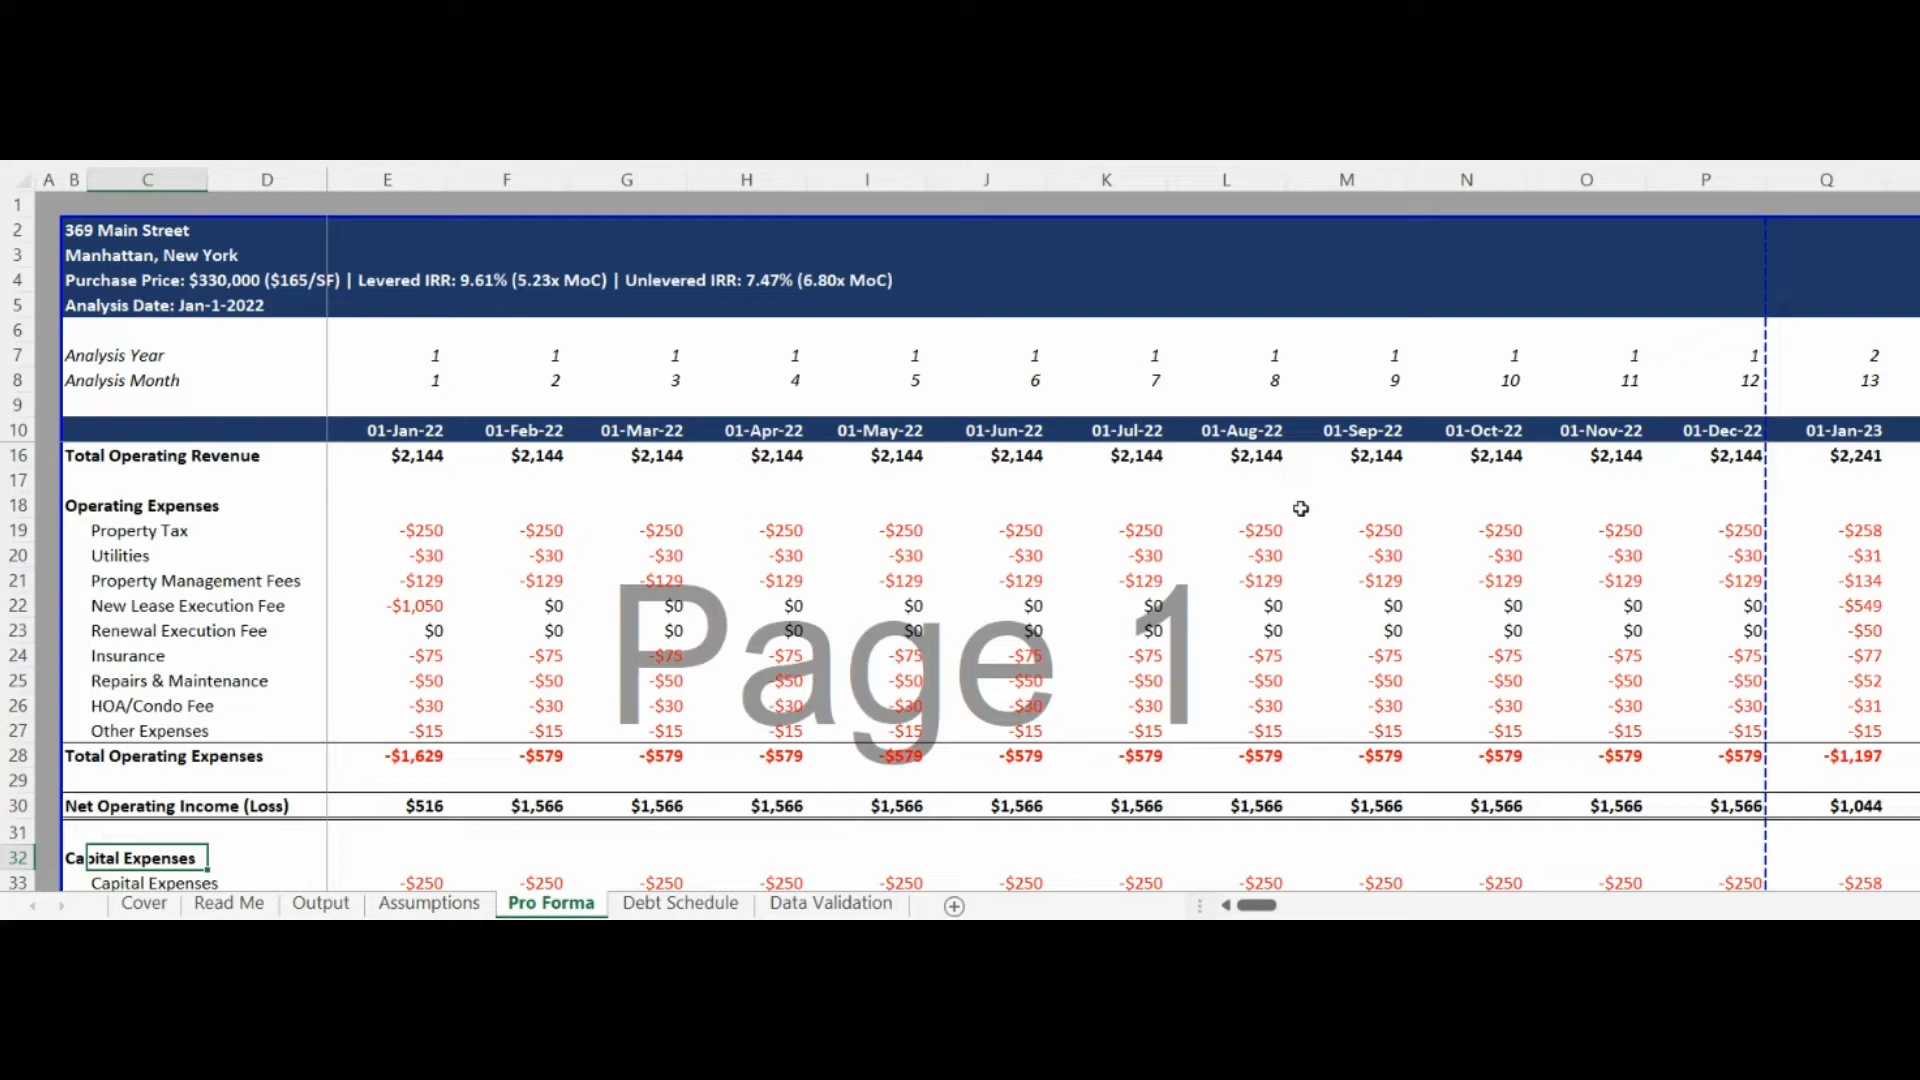 A B C D E F G H I J K L M N O P Q
1
2 369 Main Street
3 Manhattan, New York
4 Purchase Price: $330,000 ($165/SF) | Levered IRR: 9.61% (5.23x MoC) | Unlevered IRR: 7.47% (6.80x MoC)
5 Analysis Date: Jan-1-2022
6
7 Analysis Year 1 1 1 1 1 1 1 1 1 1 1 1 2
8 Analysis Month 1 2 3 4 5 6 7 8 9 10 11 12 13
9
10 01-Jan-22 01-Feb-22 01-Mar-22 01-Apr-22 01-May-22 01-Jun-22 01-Jul-22 01-Aug-22 01-Sep-22 01-Oct-22 01-Nov-22 01-Dec-22 01-Jan-23
16 Total Operating Revenue $2,144 $2,144 $2,144 $2,144 $2,144 $2,144 $2,144 $2,144 $2,144 $2,144 $2,144 $2,144 $2,241
17
18 Operating Expenses
19 Property Tax -$250 -$250 -$250 -$250 -$250 -$250 -$250 -$250 -$250 -$250 -$250 -$250 -$258
20 Utilities -$30 -$30 -$30 -$30 -$30 -$30 -$30 -$30 -$30 -$30 -$30 -$30 -$31
21 Property Management Fees -$129 -$129 -$129 -$129 -$129 -$129 -$129 -$129 -$129 -$129 -$129 -$129 -$134
22 New Lease Execution Fee -$1,050 $0 $0 $0 $0 $0 $0 $0 $0 $0 $0 $0 -$549
23 Renewal Execution Fee $0 $0 $0 $0 $0 $0 $0 $0 $0 $0 $0 $0 -$50
Page 1
24 Insurance -$75 -$75 -$75 -$75 -$75 -$75 -$75 -$75 -$75 -$75 -$75 -$75 -$77
25 Repairs & Maintenance -$50 -$50 -$50 -$50 -$50 -$50 -$50 -$50 -$50 -$50 -$50 -$50 -$52
26 HOA/Condo Fee -$30 -$30 -$30 -$30 -$30 -$30 -$30 -$30 -$30 -$30 -$30 -$30 -$31
27 Other Expenses -$15 -$15 -$15 -$15 -$15 -$15 -$15 -$15 -$15 -$15 -$15 -$15 -$15
28 Total Operating Expenses -$1,629 -$579 -$579 -$579 -$579 -$579 -$579 -$579 -$579 -$579 -$579 -$579 -$1,197
29
30 Net Operating Income (Loss) $516 $1,566 $1,566 $1,566 $1,566 $1,566 $1,566 $1,566 $1,566 $1,566 $1,566 $1,566 $1,044
31
32 Capital Expenses
33 Capital Expenses -$250 -$250 -$250 -$250 -$250 -$250 -$250 -$250 -$250 -$250 -$250 -$250 -$258
Cover Read Me Output Assumptions Pro Forma Debt Schedule Data Validation